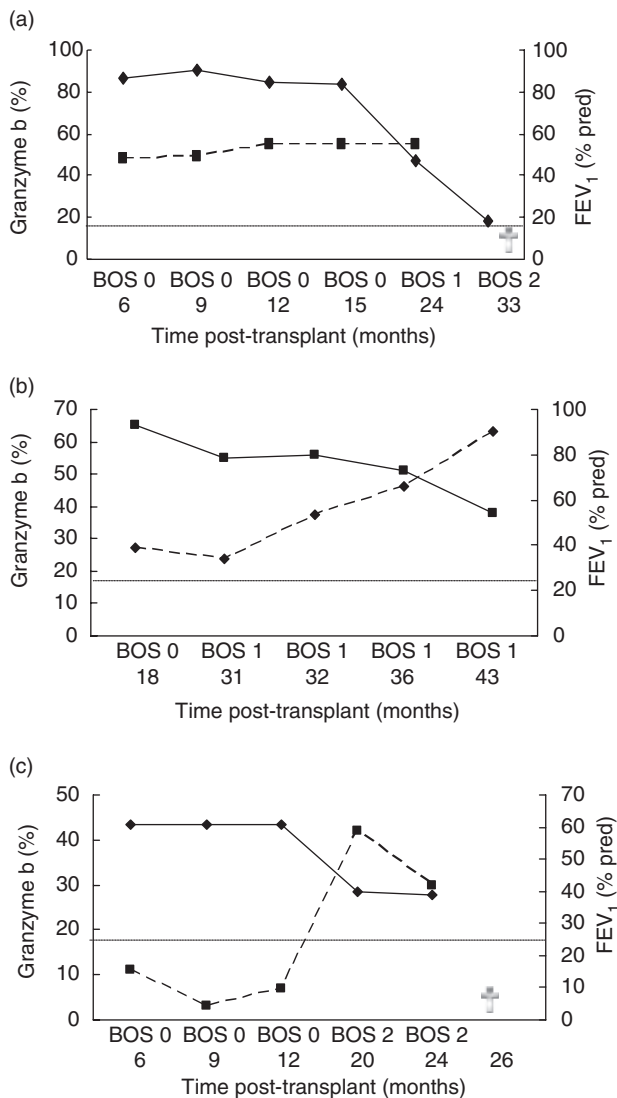 (a)
100 100
80 80
60 60
40 40
20 20
0 0
Granzyme b (%)
FEV₁ (% pred)
BOS 0 BOS 0 BOS 0 BOS 0 BOS 1 BOS 2
6 9 12 15 24 33
Time post-transplant (months)
(b)
70 100
60 80
50
40 60
30 40
20 20
10
0 0
Granzyme b (%)
FEV₁ (% pred)
BOS 0 BOS 1 BOS 1 BOS 1 BOS 1
18 31 32 36 43
Time post-transplant (months)
(c)
50 70
40 60
50
30 40
20 30
20
10 10
0 0
Granzyme b (%)
FEV₁ (% pred)
BOS 0 BOS 0 BOS 0 BOS 2 BOS 2
6 9 12 20 24 26
Time post-transplant (months)